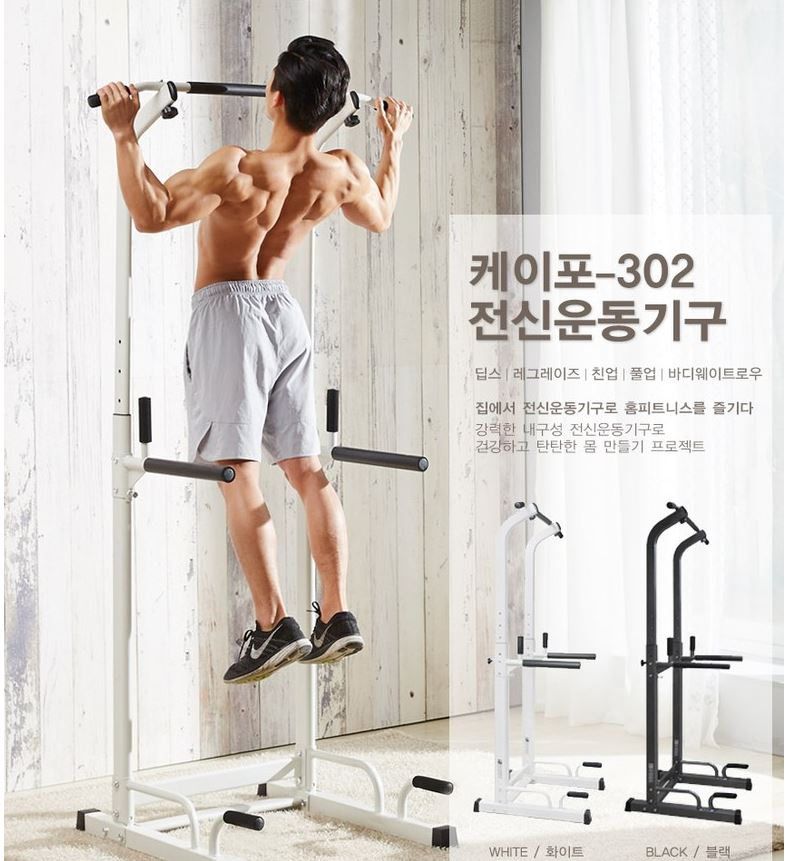 케이포-302
전신운동기구
딥스 | 레그레이즈 | 친업 | 풀업 | 바디웨이트로우
집에서 전신운동기구로 홈피트니스를 즐기다
강력한 내구성 전신운동기구로
건강하고 탄탄한 몸 만들기 프로젝트
WHITE / 화이트
BLACK / 블랙